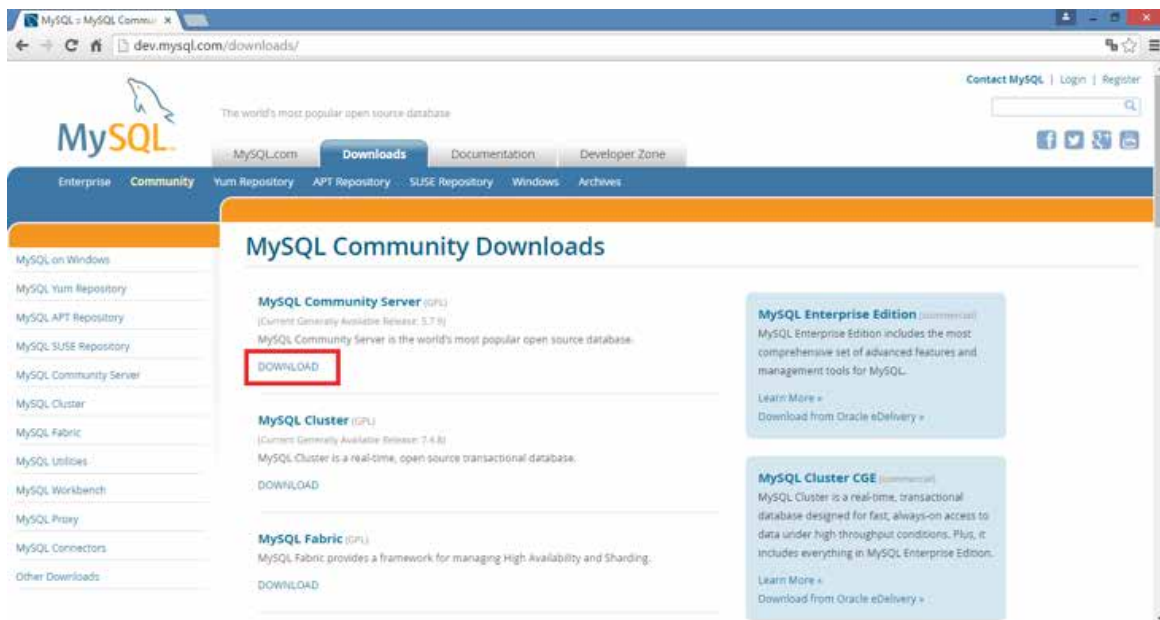 MySQL :: MySQL Commu
dev.mysql.com/downloads/
Contact MySQL | Login | Register
MySQL
The world's most popular open source database
MySQL.com Downloads Documentation Developer Zone
Enterprise Community Yum Repository APT Repository SUSE Repository Windows Archives
MySQL on Windows
MySQL Yum Repository
MySQL APT Repository
MySQL SUSE Repository
MySQL Community Server
MySQL Cluster
MySQL Fabric
MySQL Utilities
MySQL Workbench
MySQL Proxy
MySQL Connectors
Other Downloads
MySQL Community Downloads
MySQL Community Server (GPL)
(Current Generally Available Release: 5.7.9)
MySQL Community Server is the world's most popular open source database.
DOWNLOAD
MySQL Cluster (GPL)
(Current Generally Available Release: 7.4.8)
MySQL Cluster is a real-time, open source transactional database.
DOWNLOAD
MySQL Fabric (GPL)
MySQL Fabric provides a framework for managing High Availability and Sharding.
DOWNLOAD
MySQL Enterprise Edition (commercial)
MySQL Enterprise Edition includes the most
comprehensive set of advanced features and
management tools for MySQL.
Learn More »
Download from Oracle eDelivery »
MySQL Cluster CGE (commercial)
MySQL Cluster is a real-time, transactional
database designed for fast, always-on access to
data under high throughput conditions. Plus, it
includes everything in MySQL Enterprise Edition.
Learn More »
Download from Oracle eDelivery »